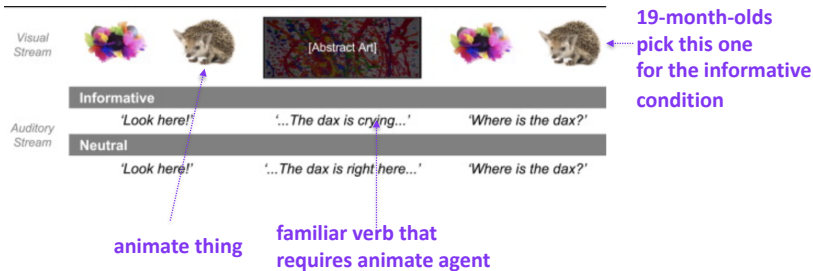 Visual
Stream
[Abstract Art]
19-month-olds
pick this one
for the informative
condition
Auditory
Stream
Informative
'Look here!' '...The dax is crying...' 'Where is the dax?'
Neutral
'Look here!' '...The dax is right here...' 'Where is the dax?'
animate thing
familiar verb that
requires animate agent